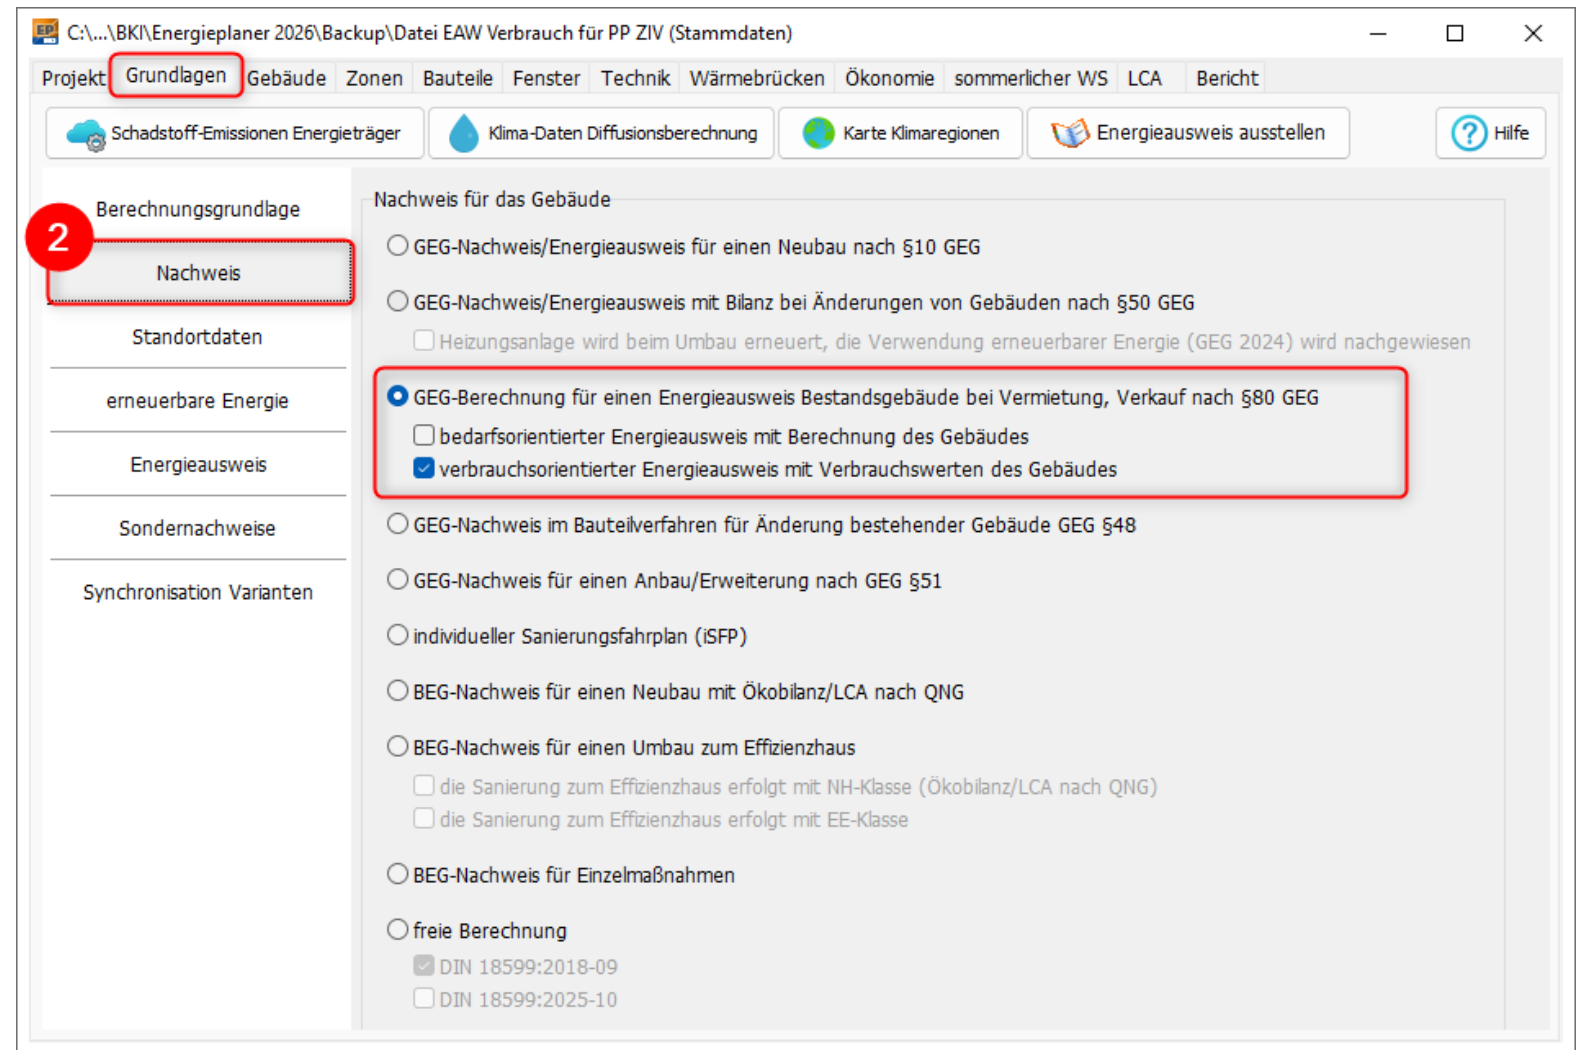 EP C:\...\BKI\Energieplaner 2026\Backup\Datei EAW Verbrauch für PP ZIV (Stammdaten)
Projekt Grundlagen Gebäude Zonen Bauteile Fenster Technik Wärmebrücken Ökonomie sommerlicher WS LCA Bericht
Schadstoff-Emissionen Energieträger Klima-Daten Diffusionsberechnung Karte Klimaregionen Energieausweis ausstellen ? Hilfe
Berechnungsgrundlage
2
Nachweis
Standortdaten
erneuerbare Energie
Energieausweis
Sondernachweise
Synchronisation Varianten
Nachweis für das Gebäude
GEG-Nachweis/Energieausweis für einen Neubau nach §10 GEG
GEG-Nachweis/Energieausweis mit Bilanz bei Änderungen von Gebäuden nach §50 GEG
Heizungsanlage wird beim Umbau erneuert, die Verwendung erneuerbarer Energie (GEG 2024) wird nachgewiesen
GEG-Berechnung für einen Energieausweis Bestandsgebäude bei Vermietung, Verkauf nach §80 GEG
bedarfsorientierter Energieausweis mit Berechnung des Gebäudes
verbrauchsorientierter Energieausweis mit Verbrauchswerten des Gebäudes
GEG-Nachweis im Bauteilverfahren für Änderung bestehender Gebäude GEG §48
GEG-Nachweis für einen Anbau/Erweiterung nach GEG §51
individueller Sanierungsfahrplan (iSFP)
BEG-Nachweis für einen Neubau mit Ökobilanz/LCA nach QNG
BEG-Nachweis für einen Umbau zum Effizienzhaus
die Sanierung zum Effizienzhaus erfolgt mit NH-Klasse (Ökobilanz/LCA nach QNG)
die Sanierung zum Effizienzhaus erfolgt mit EE-Klasse
BEG-Nachweis für Einzelmaßnahmen
freie Berechnung
DIN 18599:2018-09
DIN 18599:2025-10